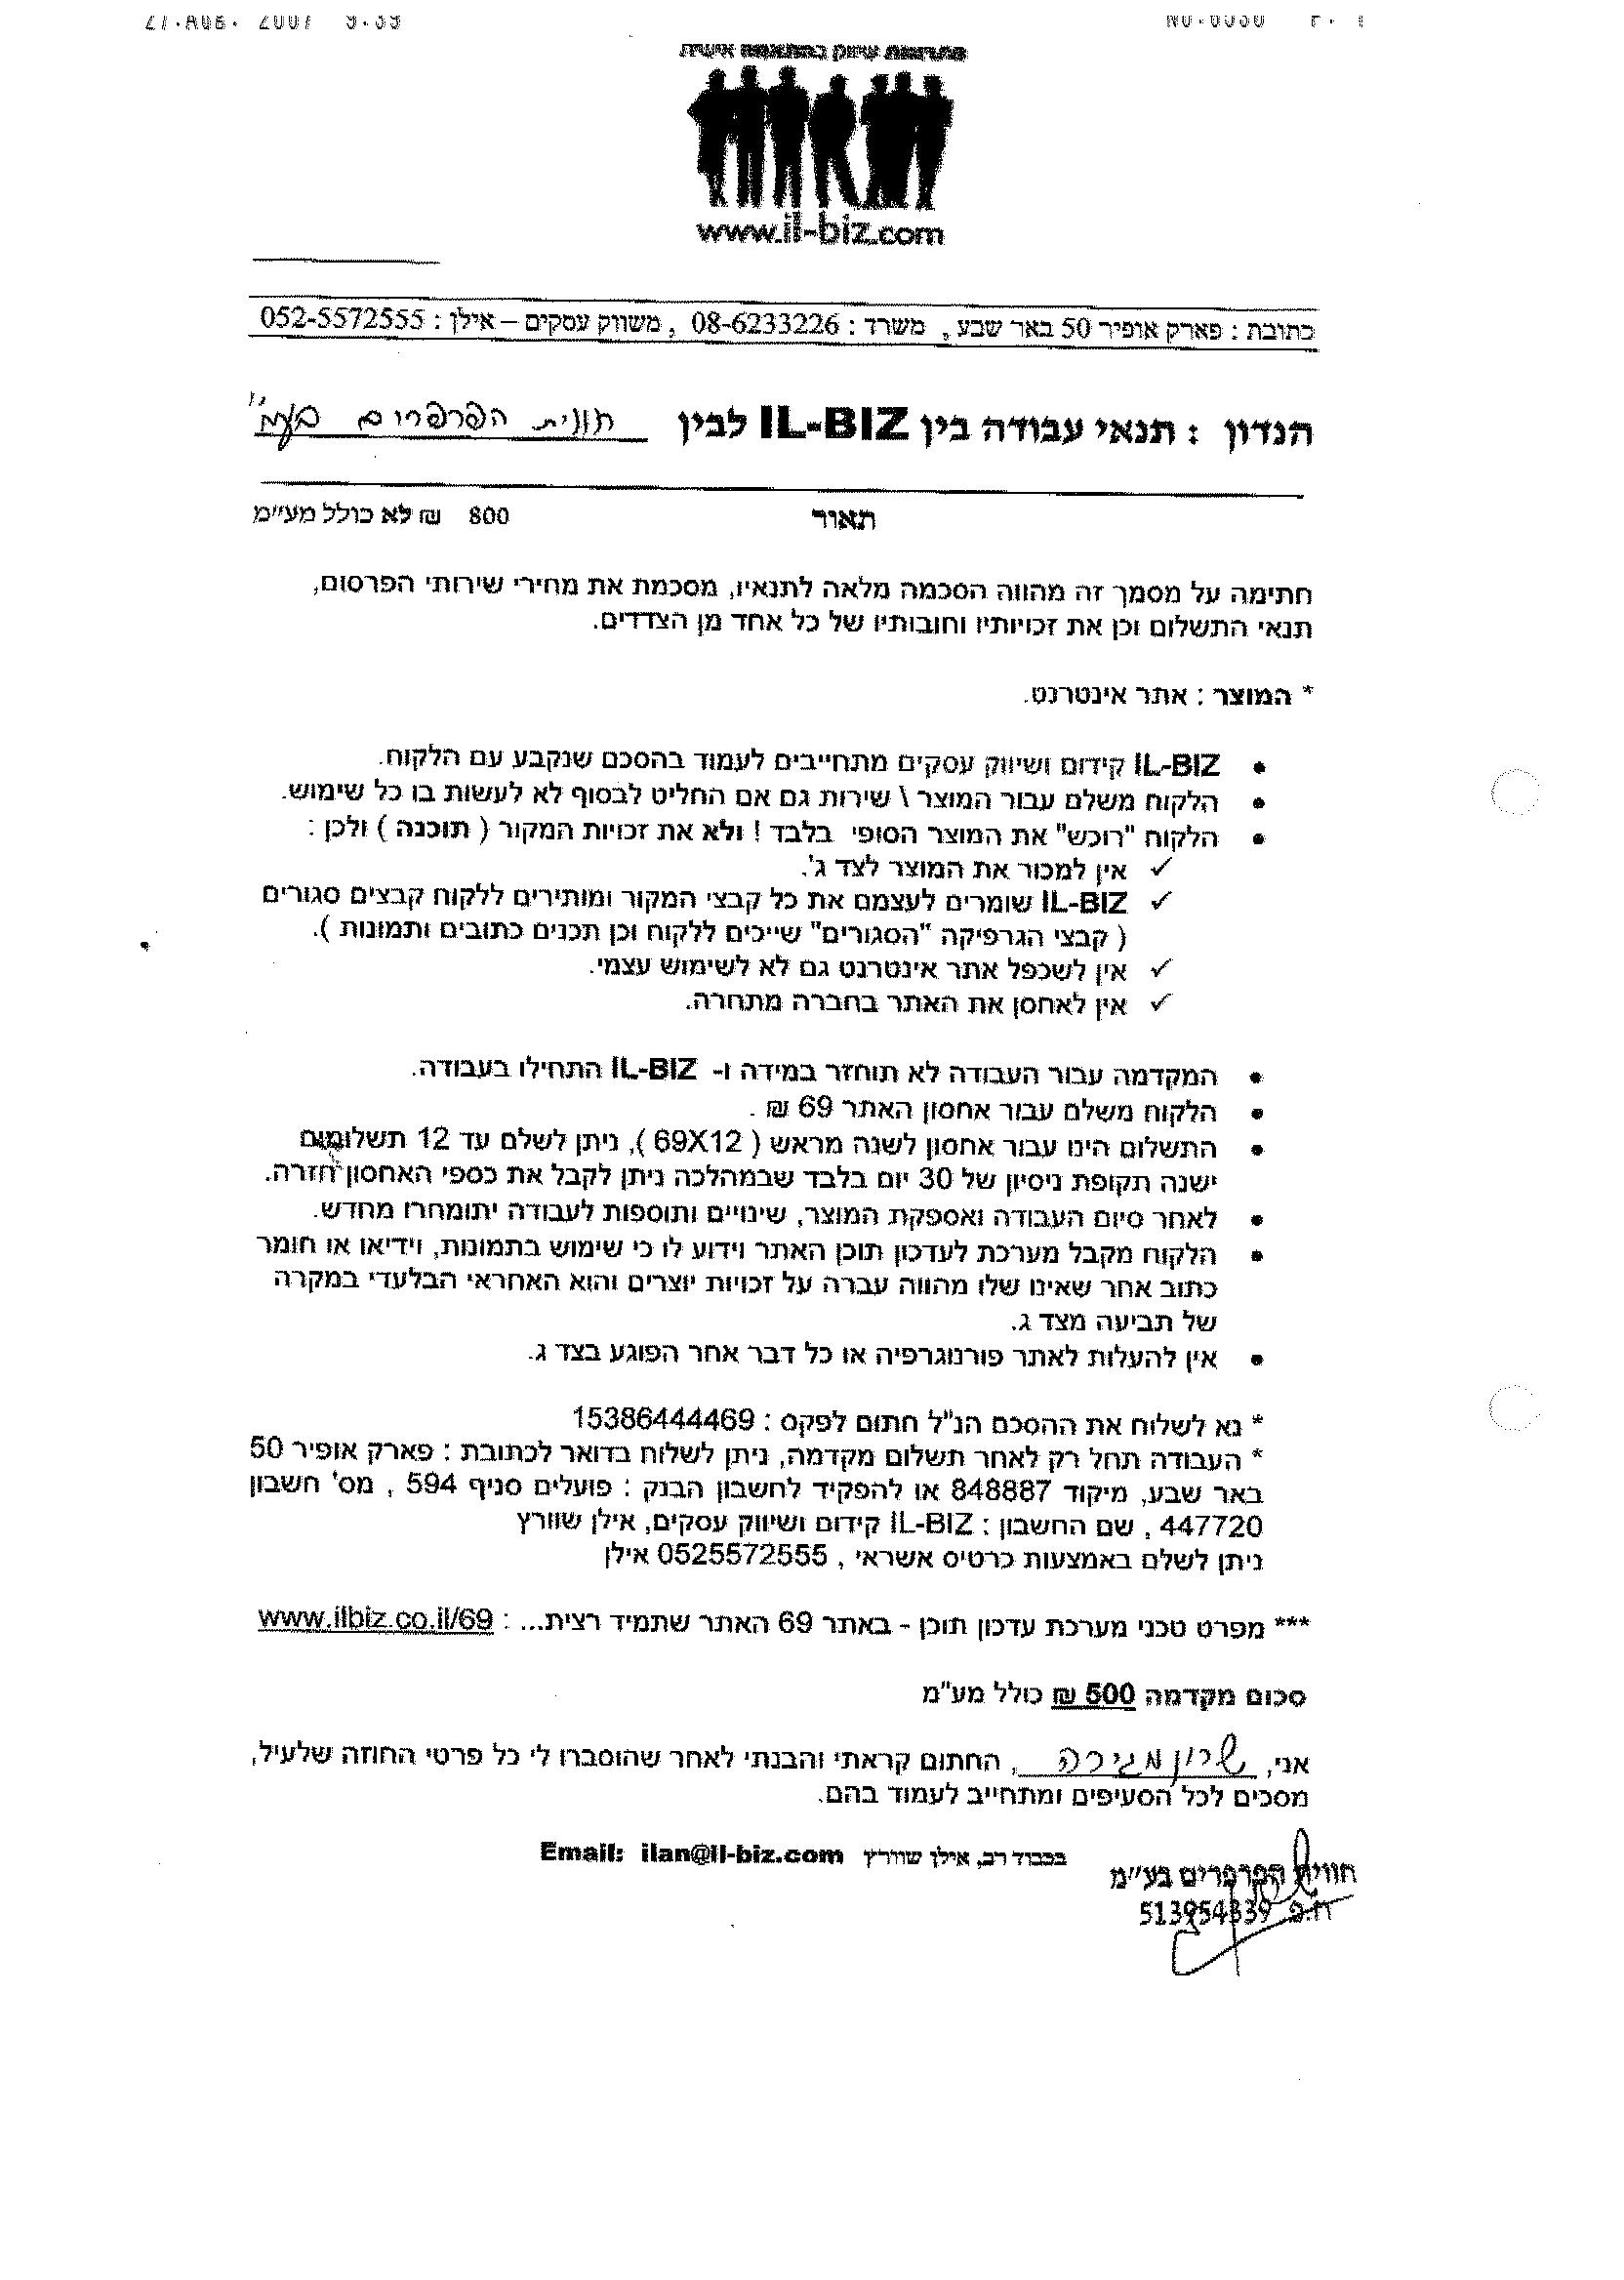 27.AUG. 2007 9:39 NO.0550 P. 1
פתרונות שיווק בהתאמה אישית
www.il-biz.com
כתובת : פארק אופיר 50 באר שבע , משרד : 08-6233226 , משווק עסקים – אילן : 052-5572555
הנדון : תנאי עבודה בין IL-BIZ לבין חוויית הפרפרים בע"מ
תאור 800 ₪ לא כולל מע"מ
חתימה על מסמך זה מהווה הסכמה מלאה לתנאיו, מסכמת את מחירי שירותי הפרסום,
תנאי התשלום וכן את זכויותיו וחובותיו של כל אחד מן הצדדים.
* המוצר : אתר אינטרנט.
• IL-BIZ קידום ושיווק עסקים מתחייבים לעמוד בהסכם שנקבע עם הלקוח.
• הלקוח משלם עבור המוצר \ שירות גם אם החליט לבסוף לא לעשות בו כל שימוש.
• הלקוח "רוכש" את המוצר הסופי בלבד ! ולא את זכויות המקור ( תוכנה ) ולכן :
✓ אין למכור את המוצר לצד ג'.
✓ IL-BIZ שומרים לעצמם את כל קבצי המקור ומותירים ללקוח קבצים סגורים
( קבצי הגרפיקה "הסגורים" שייכים ללקוח וכן תכנים כתובים ותמונות ).
✓ אין לשכפל אתר אינטרנט גם לא לשימוש עצמי.
✓ אין לאחסן את האתר בחברה מתחרה.
• המקדמה עבור העבודה לא תוחזר במידה ו- IL-BIZ התחילו בעבודה.
• הלקוח משלם עבור אחסון האתר 69 ₪ .
• התשלום הינו עבור אחסון לשנה מראש ( 69X12 ), ניתן לשלם עד 12 תשלומים
ישנה תקופת ניסיון של 30 יום בלבד שבמהלכה ניתן לקבל את כספי האחסון חזרה.
• לאחר סיום העבודה ואספקת המוצר, שינויים ותוספות לעבודה יתומחרו מחדש.
• הלקוח מקבל מערכת לעדכון תוכן האתר וידוע לו כי שימוש בתמונות, וידיאו או חומר
כתוב אחר שאינו שלו מהווה עברה על זכויות יוצרים והוא האחראי הבלעדי במקרה
של תביעה מצד ג.
• אין להעלות לאתר פורנוגרפיה או כל דבר אחר הפוגע בצד ג.
* נא לשלוח את ההסכם הנ"ל חתום לפקס : 15386444469
* העבודה תחל רק לאחר תשלום מקדמה, ניתן לשלוח בדואר לכתובת : פארק אופיר 50
באר שבע, מיקוד 848887 או להפקיד לחשבון הבנק : פועלים סניף 594 , מס' חשבון
447720 , שם החשבון : IL-BIZ קידום ושיווק עסקים, אילן שוורץ
ניתן לשלם באמצעות כרטיס אשראי , 0525572555 אילן
*** מפרט טכני מערכת עדכון תוכן - באתר 69 האתר שתמיד רצית... : www.ilbiz.co.il/69
סכום מקדמה 500 ₪ כולל מע"מ
אני, , החתום קראתי והבנתי לאחר שהוסברו לי כל פרטי החוזה שלעיל,
מסכים לכל הסעיפים ומתחייב לעמוד בהם.
בכבוד רב, אילן שוורץ Email: ilan@il-biz.com
חווית הפרפרים בע"מ
ח.פ 513954339